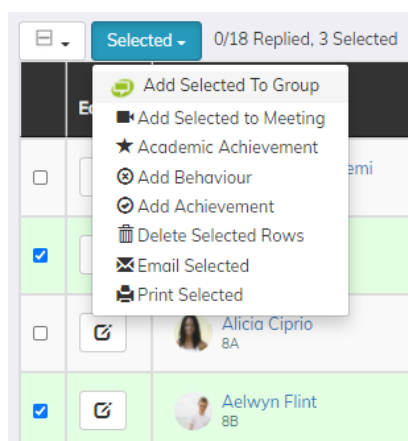 Selected
0/18 Replied, 3 Selected
Add Selected To Group
Add Selected to Meeting
Academic Achievement
Add Behaviour
Add Achievement
Delete Selected Rows
Email Selected
Print Selected
Alicia Ciprio
8A
Aelwyn Flint
8B